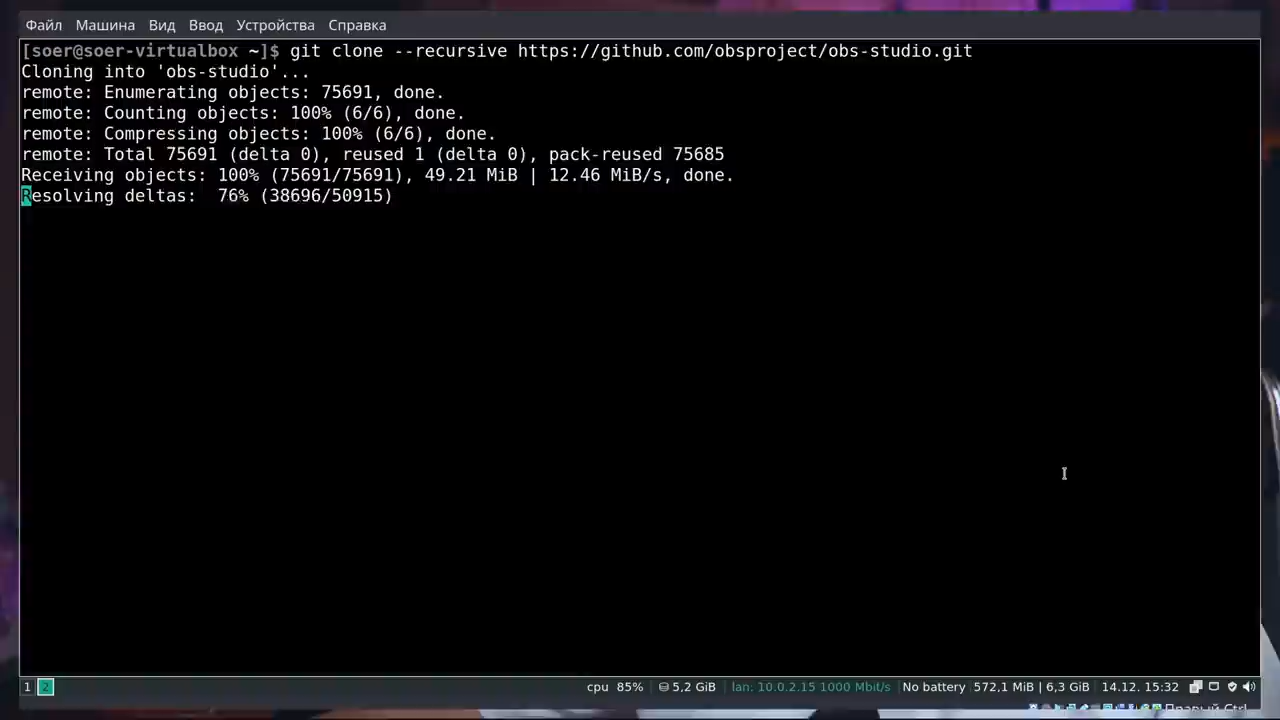 Файл Машина Вид Ввод Устройства Справка
[soer@soer-virtualbox ~]$ git clone --recursive https://github.com/obsproject/obs-studio.git
Cloning into 'obs-studio'...
remote: Enumerating objects: 75691, done.
remote: Counting objects: 100% (6/6), done.
remote: Compressing objects: 100% (6/6), done.
remote: Total 75691 (delta 0), reused 1 (delta 0), pack-reused 75685
Receiving objects: 100% (75691/75691), 49.21 MiB | 12.46 MiB/s, done.
Resolving deltas:  76% (38696/50915)
1 2 cpu 85% 5,2 GiB lan: 10.0.2.15 1000 Mbit/s No battery 572,1 MiB | 6,3 GiB 14.12. 15:32
Правый Ctrl